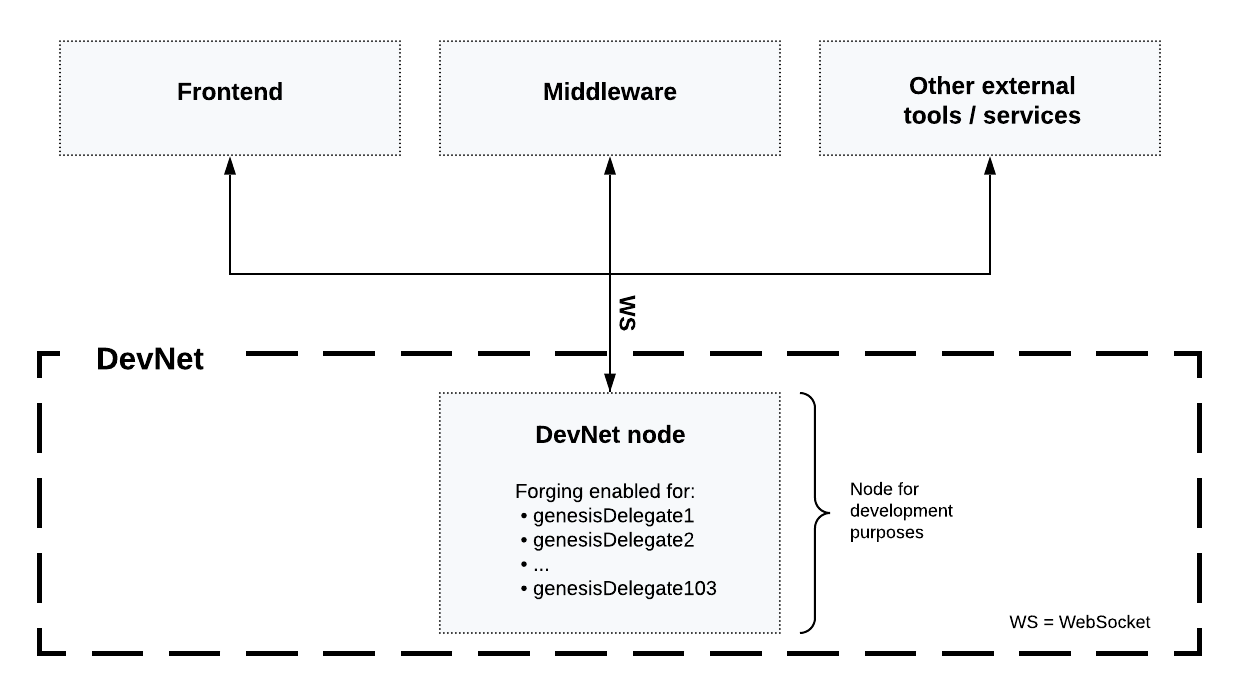 Frontend
Middleware
Other external
tools / services
WS
DevNet
DevNet node
Forging enabled for:
• genesisDelegate1
• genesisDelegate2
• ...
• genesisDelegate103
Node for
development
purposes
WS = WebSocket